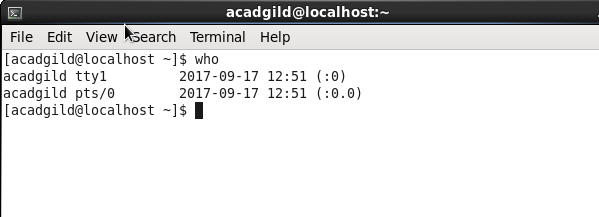 acadgild@localhost:~
File Edit View Search Terminal Help
[acadgild@localhost ~]$ who
acadgild tty1         2017-09-17 12:51 (:0)
acadgild pts/0        2017-09-17 12:51 (:0.0)
[acadgild@localhost ~]$